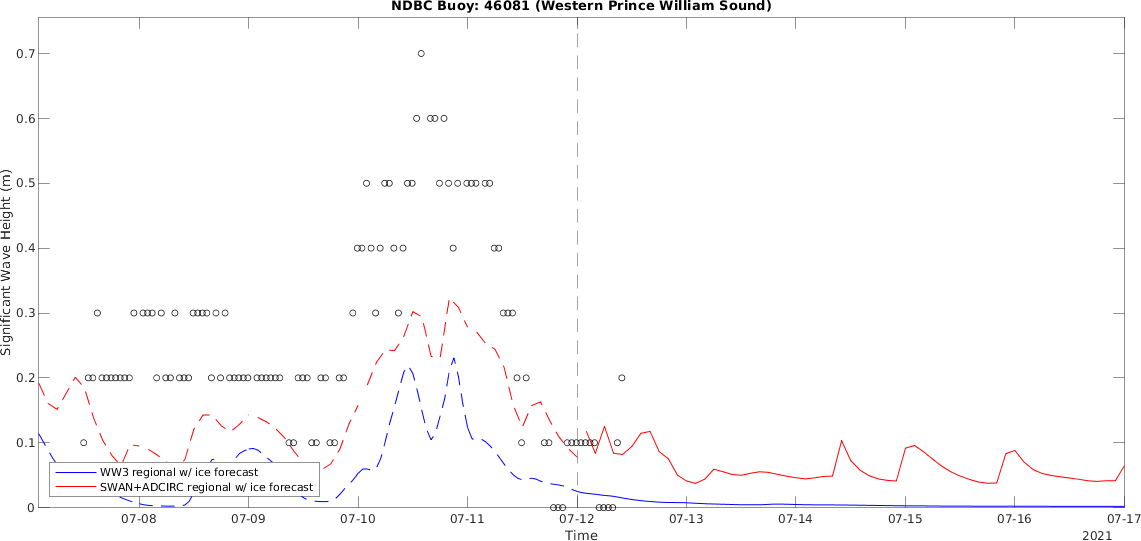 NDBC Buoy: 46081 (Western Prince William Sound)
Significant Wave Height (m)
0.7
0.6
0.5
0.4
0.3
0.2
0.1
0
WW3 regional w/ ice forecast
SWAN+ADCIRC regional w/ ice forecast
07-08 07-09 07-10 07-11 07-12 07-13 07-14 07-15 07-16 07-17
Time
2021